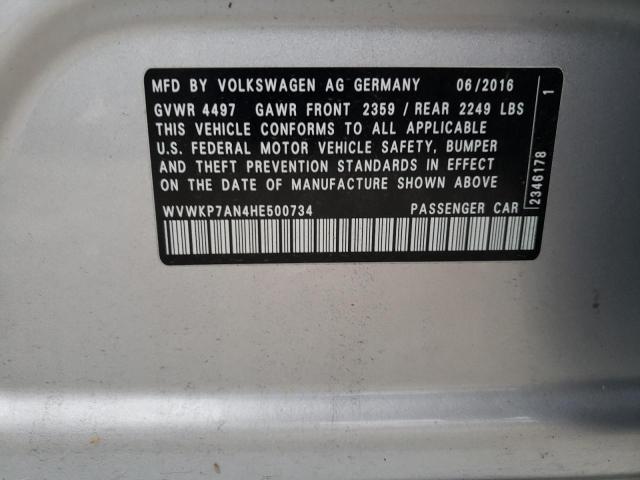 MFD BY VOLKSWAGEN AG GERMANY 06/2016
GVWR 4497 GAWR FRONT 2359 / REAR 2249 LBS
THIS VEHICLE CONFORMS TO ALL APPLICABLE
U.S. FEDERAL MOTOR VEHICLE SAFETY, BUMPER
AND THEFT PREVENTION STANDARDS IN EFFECT
ON THE DATE OF MANUFACTURE SHOWN ABOVE
WVWKP7AN4HE500734 PASSENGER CAR
2346178 1